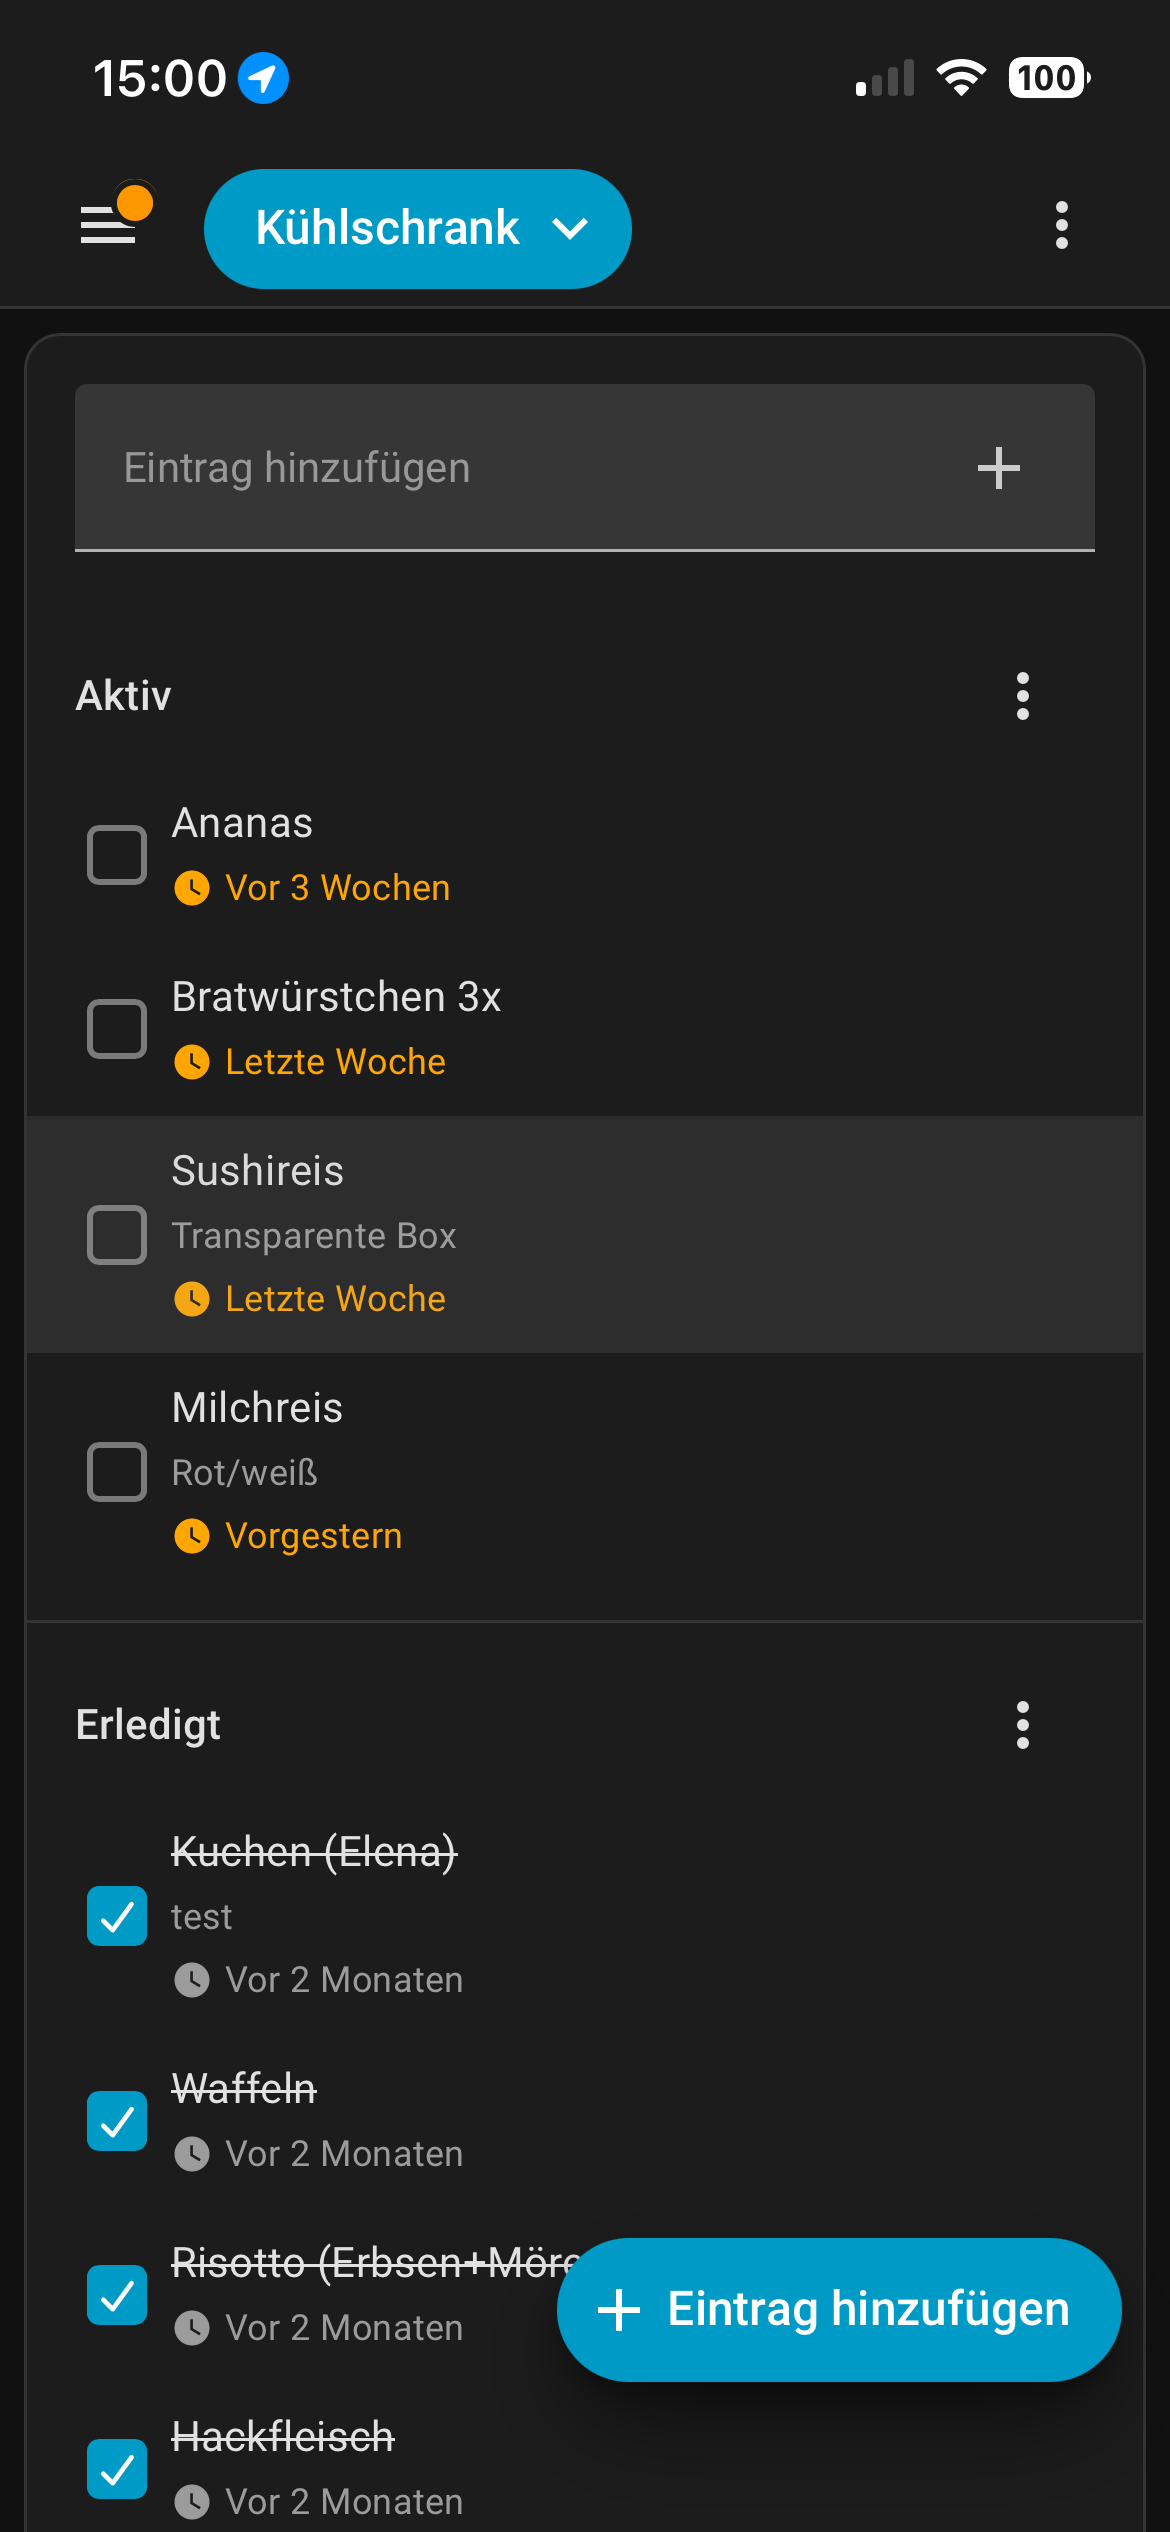 15:00
100
Kühlschrank
Eintrag hinzufügen
Aktiv
Ananas
Vor 3 Wochen
Bratwürstchen 3x
Letzte Woche
Sushireis
Transparente Box
Letzte Woche
Milchreis
Rot/weiß
Vorgestern
Erledigt
Kuchen (Elena)
test
Vor 2 Monaten
Waffeln
Vor 2 Monaten
Risotto (Erbsen+Möre
Vor 2 Monaten
Eintrag hinzufügen
Hackfleisch
Vor 2 Monaten